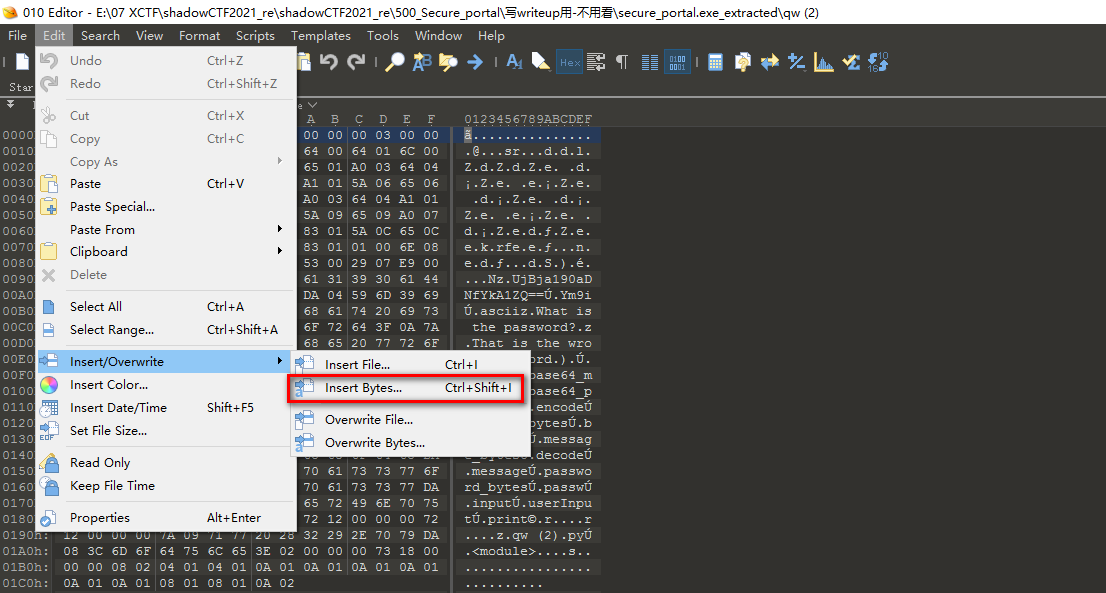 010 Editor - E:\07 XCTF\shadowCTF2021_re\shadowCTF2021_re\500_Secure_portal\写writeup用-不用看\secure_portal.exe_extracted\qw (2)
File Edit Search View Format Scripts Templates Tools Window Help
Undo Ctrl+Z
Redo Ctrl+Shift+Z
Cut Ctrl+X
Copy Ctrl+C
Copy As
Paste Ctrl+V
Paste Special...
Paste From
Clipboard
Delete
Select All Ctrl+A
Select Range... Ctrl+Shift+A
Insert/Overwrite
Insert Color...
Insert Date/Time Shift+F5
Set File Size...
Read Only
Keep File Time
Properties Alt+Enter
Insert File... Ctrl+I
Insert Bytes... Ctrl+Shift+I
Overwrite File...
Overwrite Bytes...
Star
Hex
A B C D E F 0123456789ABCDEF
0000 00 00 00 03 00 00 ã...............
0010 64 00 64 01 6C 00 .@...sr...d.d.l.
0020 65 01 A0 03 64 04 Z.d.Z.d.Z.e. .d.
0030 A1 01 5A 06 65 06 .¡.Z.e. .e.¡.Z.e.
0040 A0 03 64 04 A1 01 .d.¡.Z.e. .d.¡.
0050 5A 09 65 09 A0 07 Z.e. .e.¡.Z.e. .
0060 83 01 5A 0C 65 0C d.¡.Z.e.d.ƒ.Z.e.
0070 83 01 01 00 6E 08 e.k.rfe.e.ƒ...n.
0080 53 00 29 07 E9 00 e.d.ƒ...d.S.).é.
0090 61 31 39 30 61 44 ...Nz.UjBja190aD
00A0 DA 04 59 6D 39 69 NfYkA1ZQ==Ú.Ym9i
00B0 68 61 74 20 69 73 Ú.asciiz.What is
00C0 6F 72 64 3F 0A 7A the password?.z
00D0 68 65 20 77 72 6F .That is the wro
00E0 ord.).Ú.
00F0 base64_m
0100 base64_p
0110 .encodeÚ
0120 bytesÚ.b
0130 Ú.messag
0140 e_bytesÚ.decodeÚ
0150 70 61 73 73 77 6F .messageÚ.passwo
0160 70 61 73 73 77 DA rd_bytesÚ.passwÚ
0170 65 72 49 6E 70 75 .inputÚ.userInpu
0180 72 12 00 00 00 72 tÚ.print©.r....r
0190h: 12 00 00 00 7A 09 71 77 20 28 32 29 2E 70 79 DA ....z.qw (2).pyÚ
01A0h: 08 3C 6D 6F 64 75 6C 65 3E 02 00 00 00 73 18 00 .<module>....s..
01B0h: 00 00 08 02 04 01 04 01 0A 01 0A 01 0A 01 0A 01 ................
01C0h: 0A 01 0A 01 08 01 08 01 0A 02 ..........